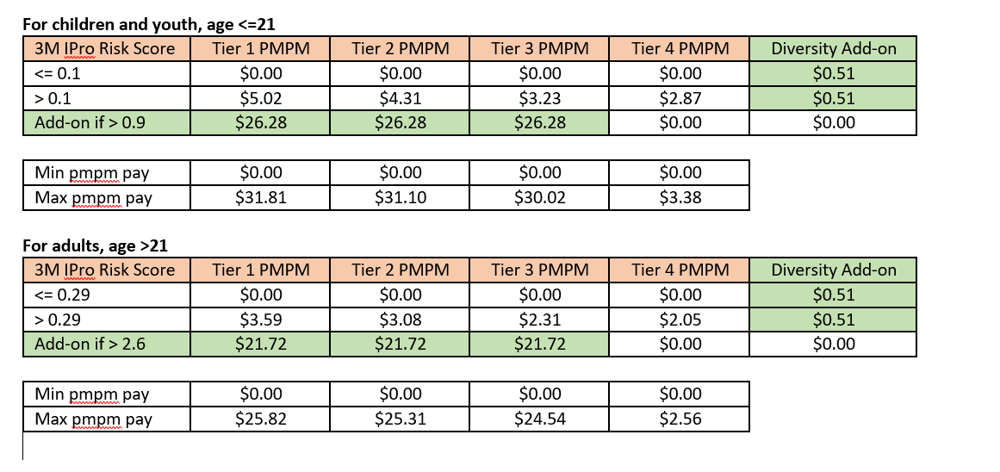 For children and youth, age <=21
3M IPro Risk Score Tier 1 PMPM Tier 2 PMPM Tier 3 PMPM Tier 4 PMPM Diversity Add-on
<= 0.1 $0.00 $0.00 $0.00 $0.00 $0.51
> 0.1 $5.02 $4.31 $3.23 $2.87 $0.51
Add-on if > 0.9 $26.28 $26.28 $26.28 $0.00 $0.00
Min pmpm pay $0.00 $0.00 $0.00 $0.00
Max pmpm pay $31.81 $31.10 $30.02 $3.38
For adults, age >21
3M IPro Risk Score Tier 1 PMPM Tier 2 PMPM Tier 3 PMPM Tier 4 PMPM Diversity Add-on
<= 0.29 $0.00 $0.00 $0.00 $0.00 $0.51
> 0.29 $3.59 $3.08 $2.31 $2.05 $0.51
Add-on if > 2.6 $21.72 $21.72 $21.72 $0.00 $0.00
Min pmpm pay $0.00 $0.00 $0.00 $0.00
Max pmpm pay $25.82 $25.31 $24.54 $2.56